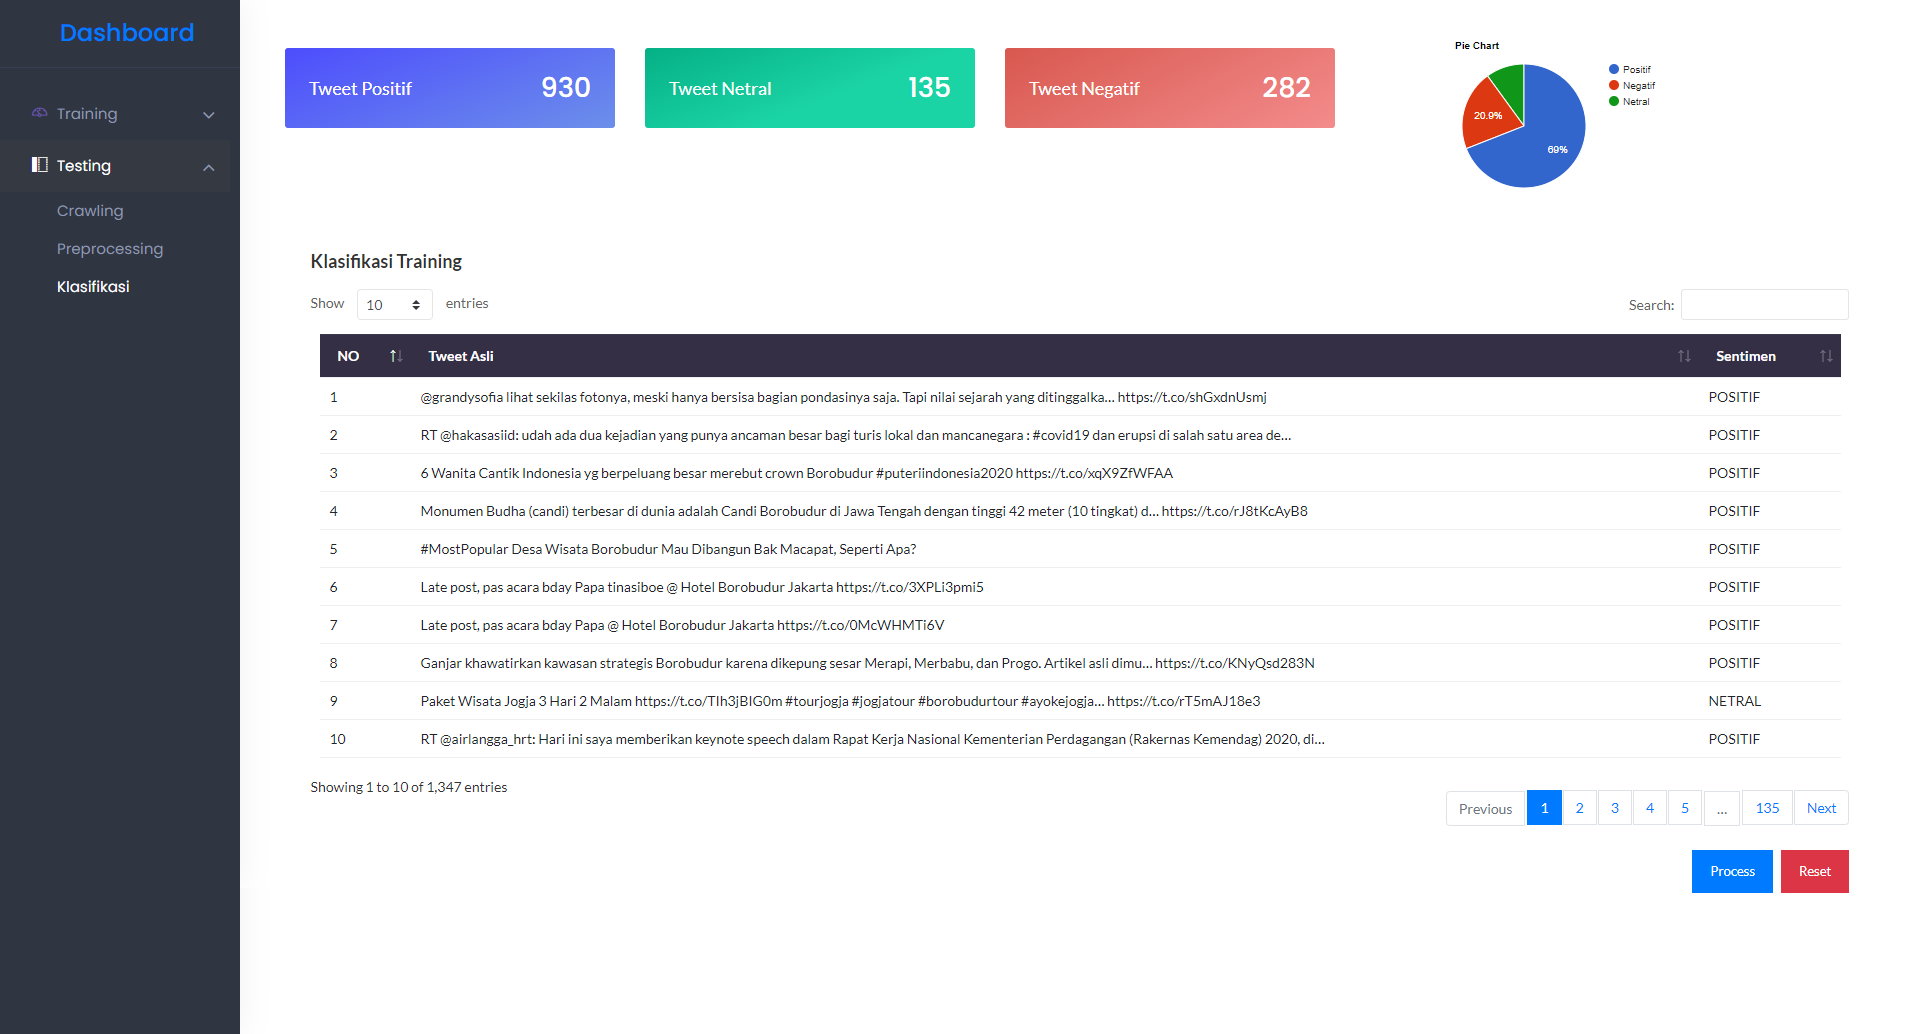 Dashboard
Training
Testing
Crawling
Preprocessing
Klasifikasi
Tweet Positif 930
Tweet Netral 135
Tweet Negatif 282
Pie Chart
Positif
Negatif
Netral
20.9%
69%
Klasifikasi Training
Show 10 entries
Search:
NO Tweet Asli Sentimen
1 @grandysofia lihat sekilas fotonya, meski hanya bersisa bagian pondasinya saja. Tapi nilai sejarah yang ditinggalka… https://t.co/shGxdnUsmj POSITIF
2 RT @hakasasiid: udah ada dua kejadian yang punya ancaman besar bagi turis lokal dan mancanegara : #covid19 dan erupsi di salah satu area de… POSITIF
3 6 Wanita Cantik Indonesia yg berpeluang besar merebut crown Borobudur #puteriindonesia2020 https://t.co/xqX9ZfWFAA POSITIF
4 Monumen Budha (candi) terbesar di dunia adalah Candi Borobudur di Jawa Tengah dengan tinggi 42 meter (10 tingkat) d… https://t.co/rJ8tKcAyB8 POSITIF
5 #MostPopular Desa Wisata Borobudur Mau Dibangun Bak Macapat, Seperti Apa? POSITIF
6 Late post, pas acara bday Papa tinasiboe @ Hotel Borobudur Jakarta https://t.co/3XPLi3pmi5 POSITIF
7 Late post, pas acara bday Papa @ Hotel Borobudur Jakarta https://t.co/0McWHMTi6V POSITIF
8 Ganjar khawatirkan kawasan strategis Borobudur karena dikepung sesar Merapi, Merbabu, dan Progo. Artikel asli dimu… https://t.co/KNyQsd283N POSITIF
9 Paket Wisata Jogja 3 Hari 2 Malam https://t.co/TIh3jBIG0m #tourjogja #jogjatour #borobudurtour #ayokejogja… https://t.co/rT5mAJ18e3 NETRAL
10 RT @airlangga_hrt: Hari ini saya memberikan keynote speech dalam Rapat Kerja Nasional Kementerian Perdagangan (Rakernas Kemendag) 2020, di… POSITIF
Showing 1 to 10 of 1,347 entries
Previous 1 2 3 4 5 … 135 Next
Process Reset